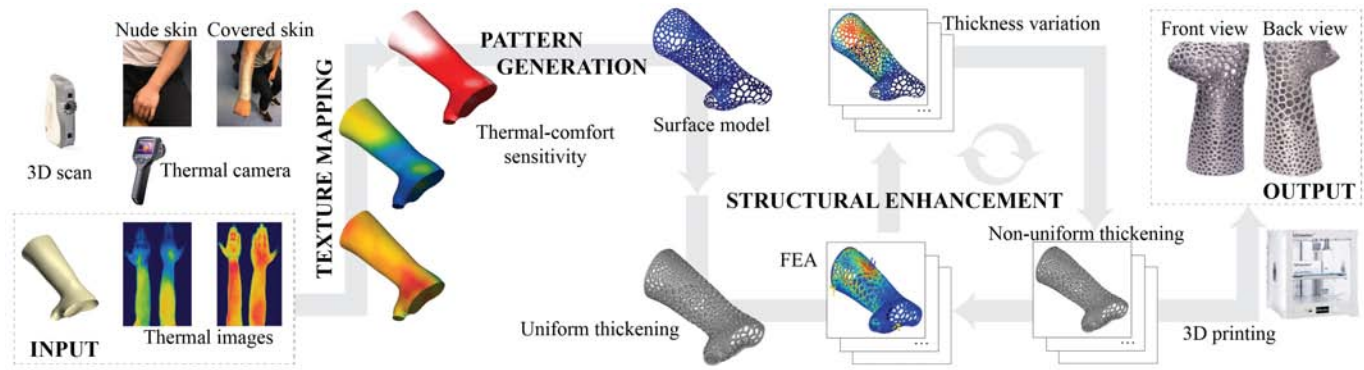 Nude skin
Covered skin
3D scan
Thermal camera
INPUT
Thermal images
TEXTURE MAPPING
PATTERN
GENERATION
Thermal-comfort
sensitivity
Surface model
Uniform thickening
STRUCTURAL ENHANCEMENT
FEA
...
Thickness variation
...
Non-uniform thickening
...
3D printing
Front view
Back view
OUTPUT